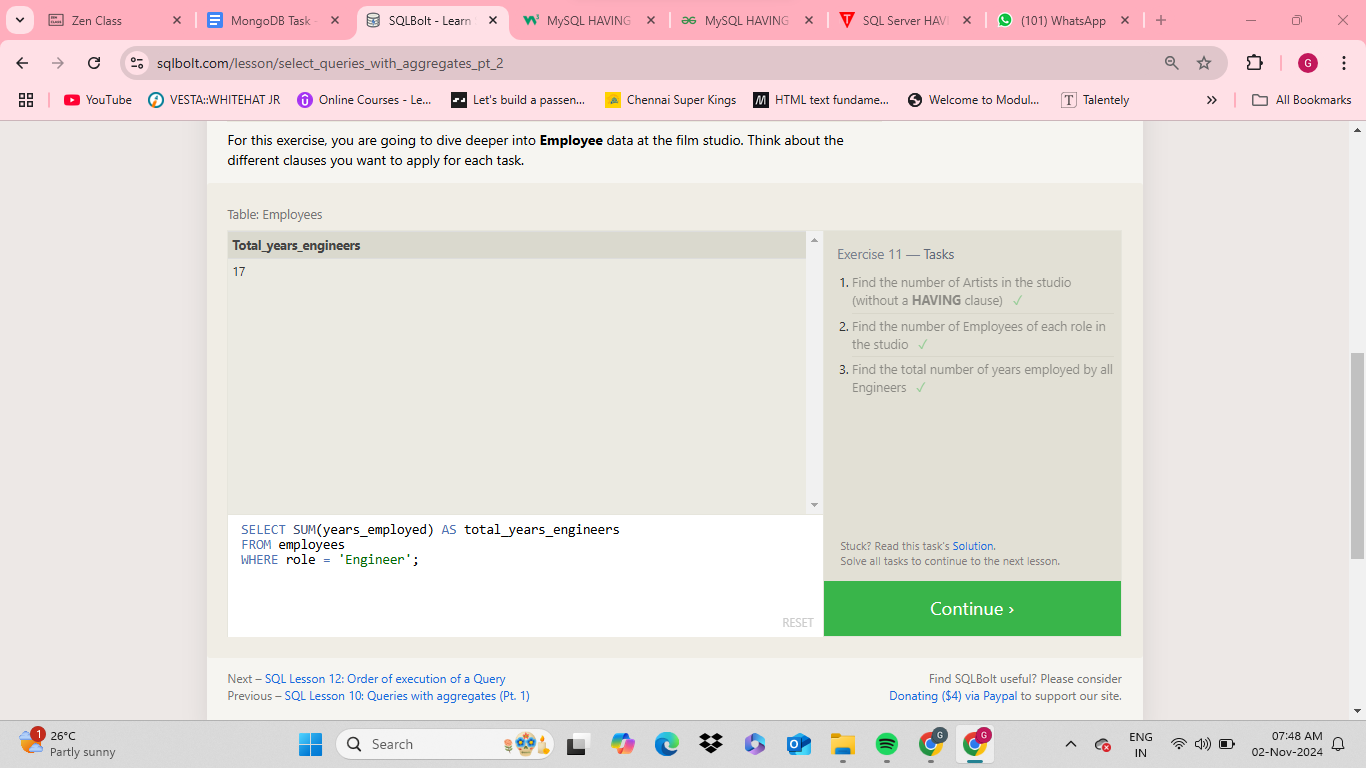 Zen Class
MongoDB Task -
SQLBolt - Learn
MySQL HAVING
MySQL HAVING
SQL Server HAVI
(101) WhatsApp
sqlbolt.com/lesson/select_queries_with_aggregates_pt_2
G
YouTube
VESTA::WHITEHAT JR
Online Courses - Le...
Let's build a passen...
Chennai Super Kings
HTML text fundame...
Welcome to Modul...
Talentely
All Bookmarks
For this exercise, you are going to dive deeper into Employee data at the film studio. Think about the
different clauses you want to apply for each task.
Table: Employees
Total_years_engineers
17
Exercise 11 — Tasks
1. Find the number of Artists in the studio
(without a HAVING clause) ✓
2. Find the number of Employees of each role in
the studio ✓
3. Find the total number of years employed by all
Engineers ✓
SELECT SUM(years_employed) AS total_years_engineers
FROM employees
WHERE role = 'Engineer';
RESET
Stuck? Read this task's Solution.
Solve all tasks to continue to the next lesson.
Continue ›
Next – SQL Lesson 12: Order of execution of a Query
Previous – SQL Lesson 10: Queries with aggregates (Pt. 1)
Find SQLBolt useful? Please consider
Donating ($4) via Paypal to support our site.
1
26°C
Partly sunny
Search
G
G
ENG
IN
07:48 AM
02-Nov-2024